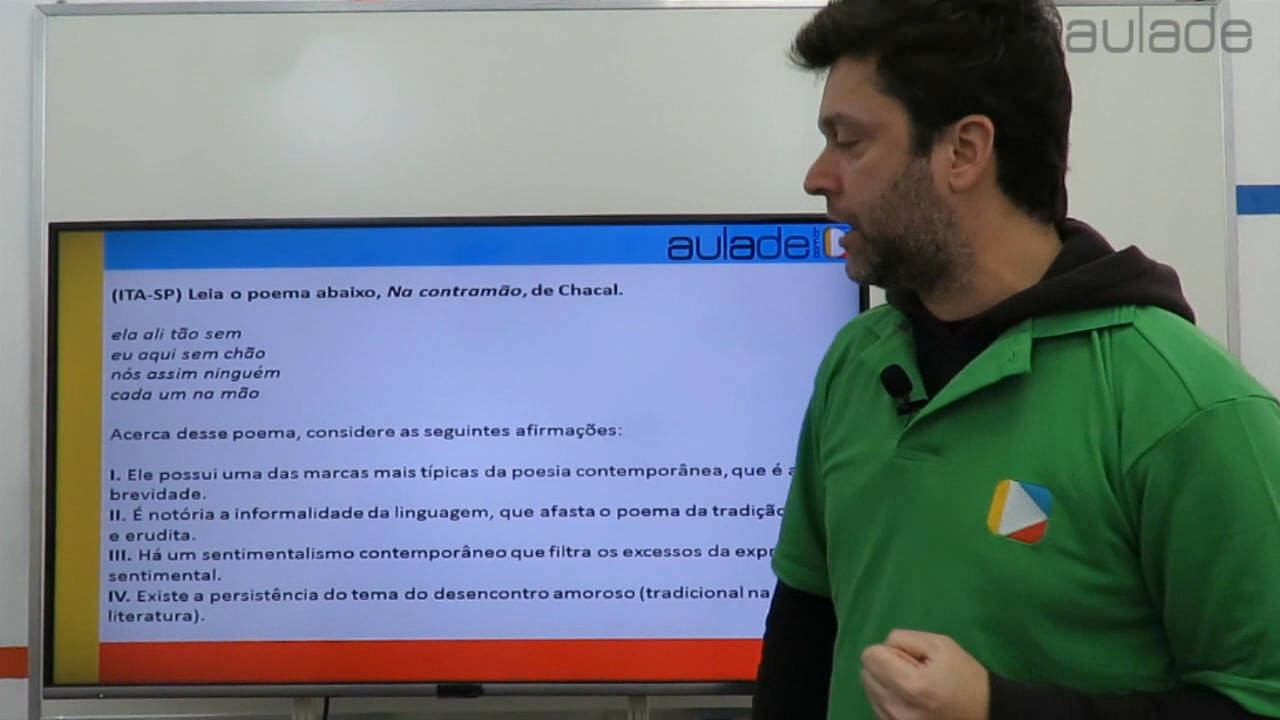 aulade
aulade.com.br
(ITA-SP) Leia o poema abaixo, Na contramão, de Chacal.
ela ali tão sem
eu aqui sem chão
nós assim ninguém
cada um na mão
Acerca desse poema, considere as seguintes afirmações:
I. Ele possui uma das marcas mais típicas da poesia contemporânea, que é a
brevidade.
II. É notória a informalidade da linguagem, que afasta o poema da tradição
e erudita.
III. Há um sentimentalismo contemporâneo que filtra os excessos da
sentimental.
IV. Existe a persistência do tema do desencontro amoroso (tradicional na
literatura).